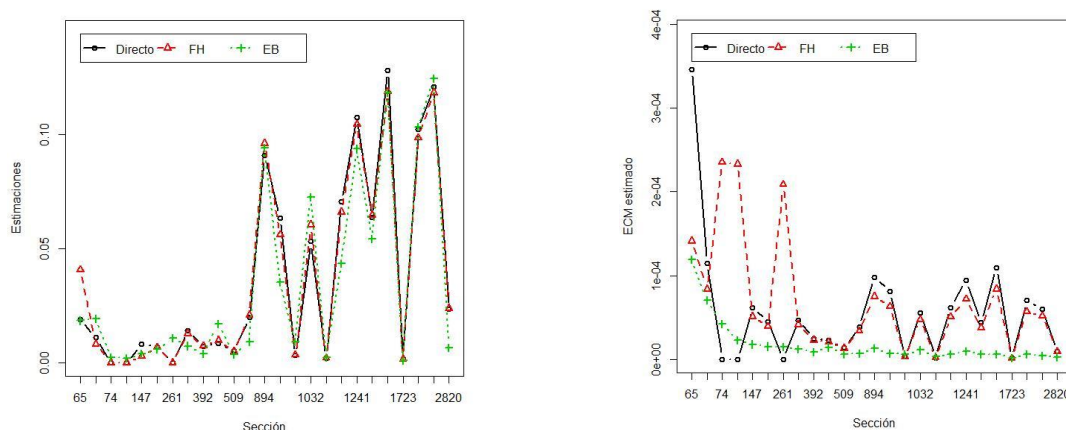 Directo FH EB
Estimaciones
0.00 0.05 0.10
65 74 147 261 392 509 894 1032 1241 1723 2820
Sección
Directo FH EB
ECM estimado
0e+00 1e-04 2e-04 3e-04 4e-04
65 74 147 261 392 509 894 1032 1241 1723 2820
Sección